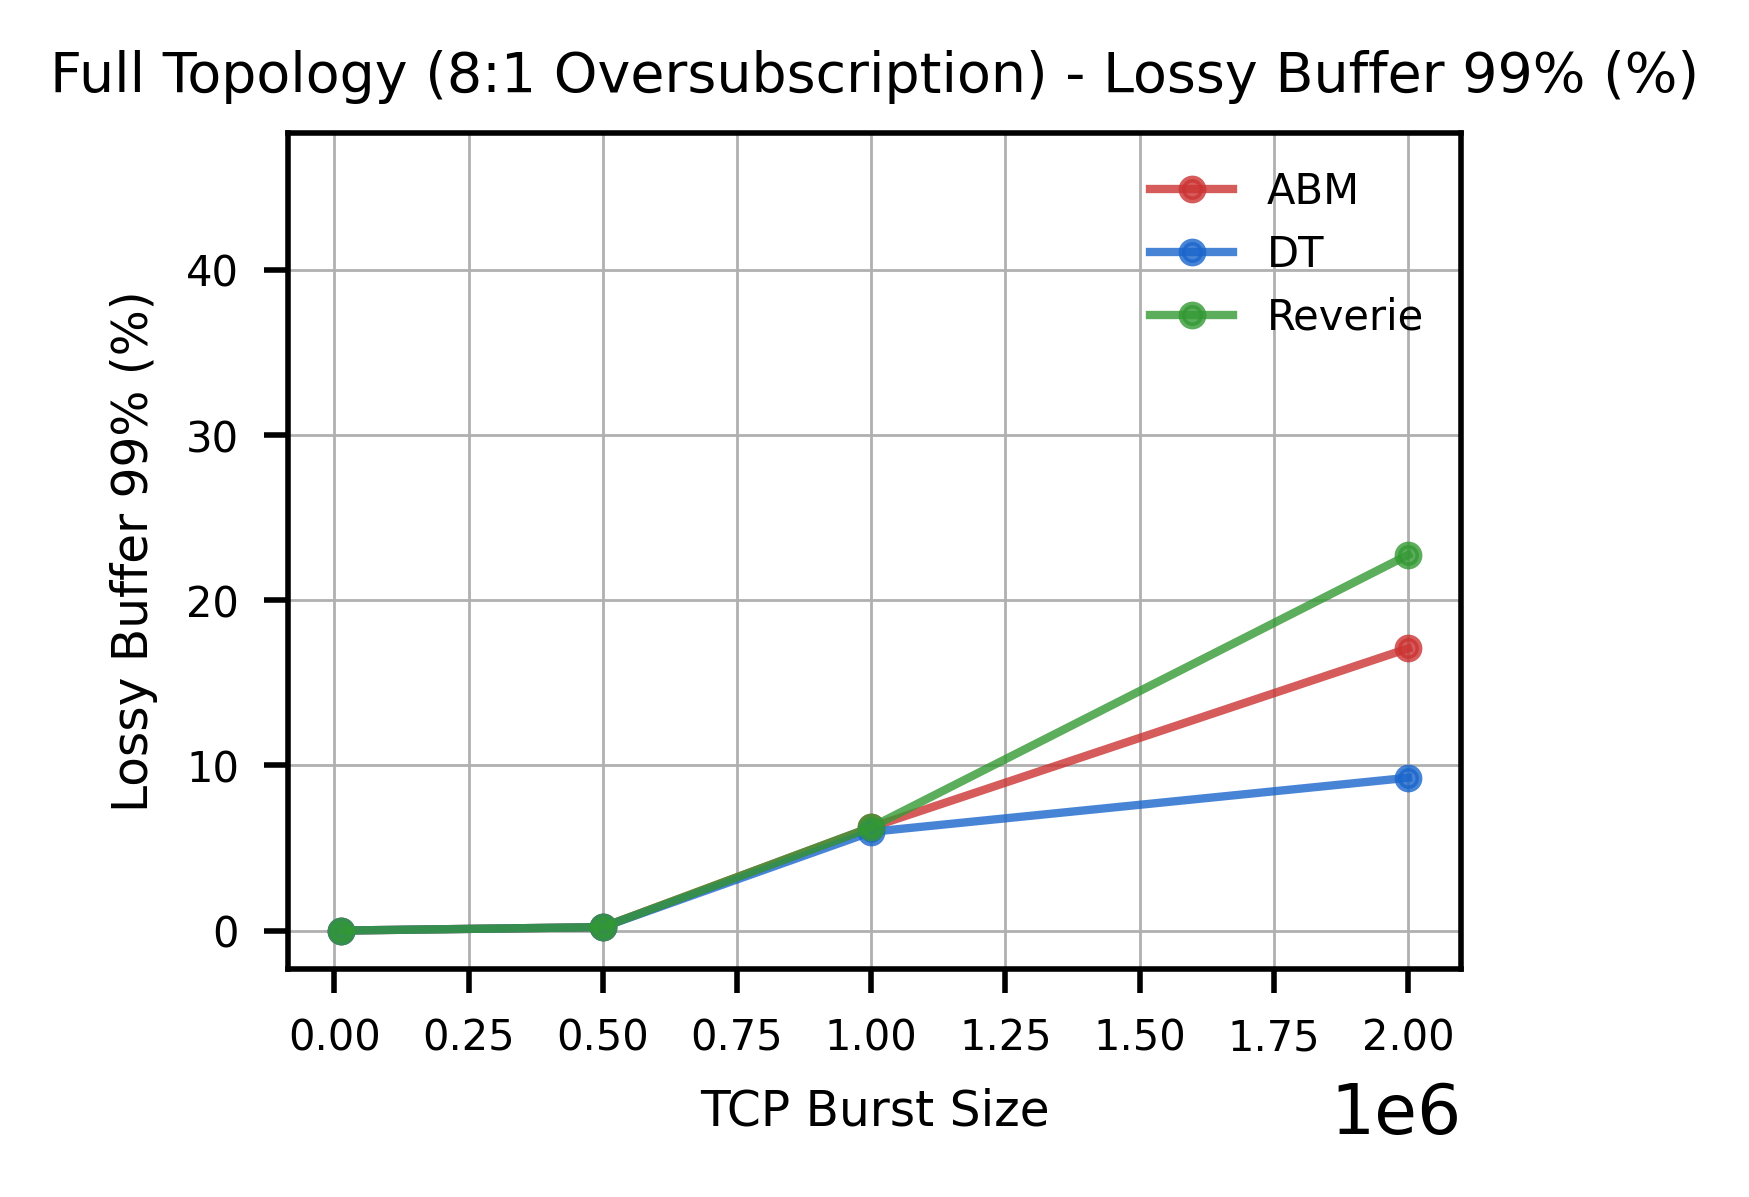 Full Topology (8:1 Oversubscription) - Lossy Buffer 99% (%)
ABM
DT
Reverie
Lossy Buffer 99% (%)
40
30
20
10
0
0.00 0.25 0.50 0.75 1.00 1.25 1.50 1.75 2.00
TCP Burst Size
1e6